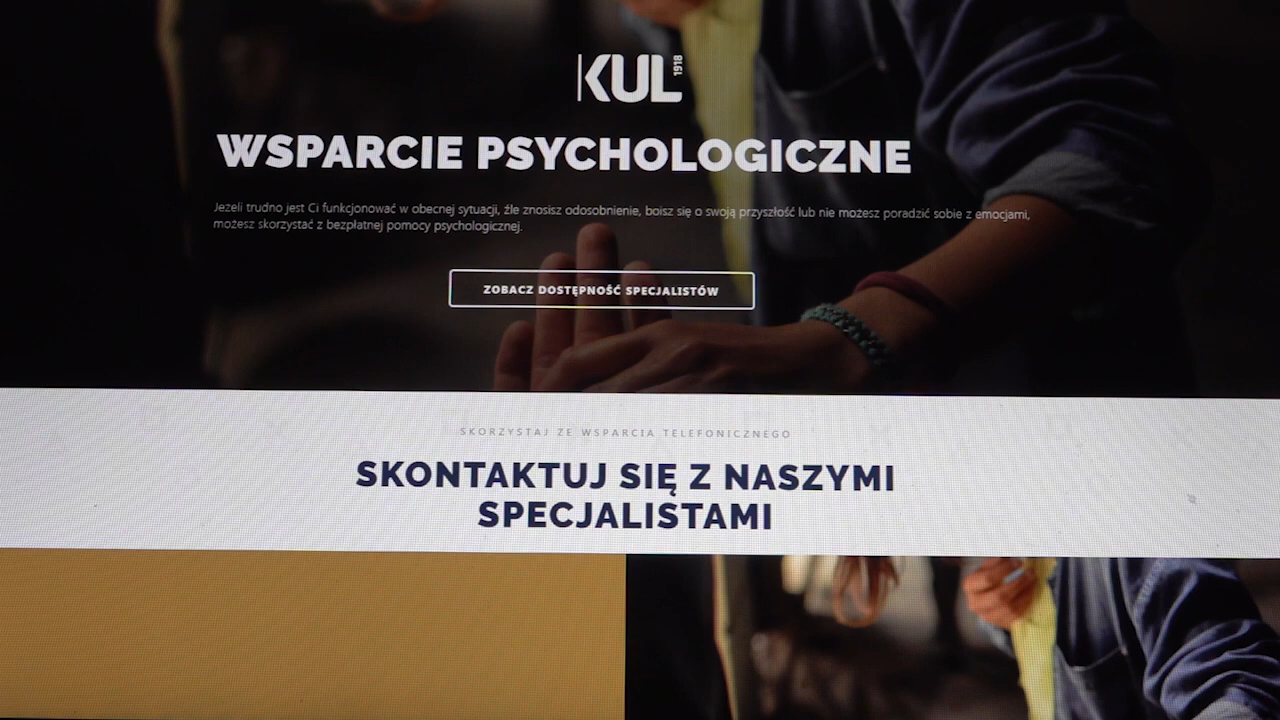 KUL 1918
WSPARCIE PSYCHOLOGICZNE
Jeżeli trudno jest Ci funkcjonować w obecnej sytuacji, źle znosisz odosobnienie, boisz się o swoją przyszłość lub nie możesz poradzić sobie z emocjami,
możesz skorzystać z bezpłatnej pomocy psychologicznej.
ZOBACZ DOSTĘPNOŚĆ SPECJALISTÓW
SKORZYSTAJ ZE WSPARCIA TELEFONICZNEGO
SKONTAKTUJ SIĘ Z NASZYMI
SPECJALISTAMI